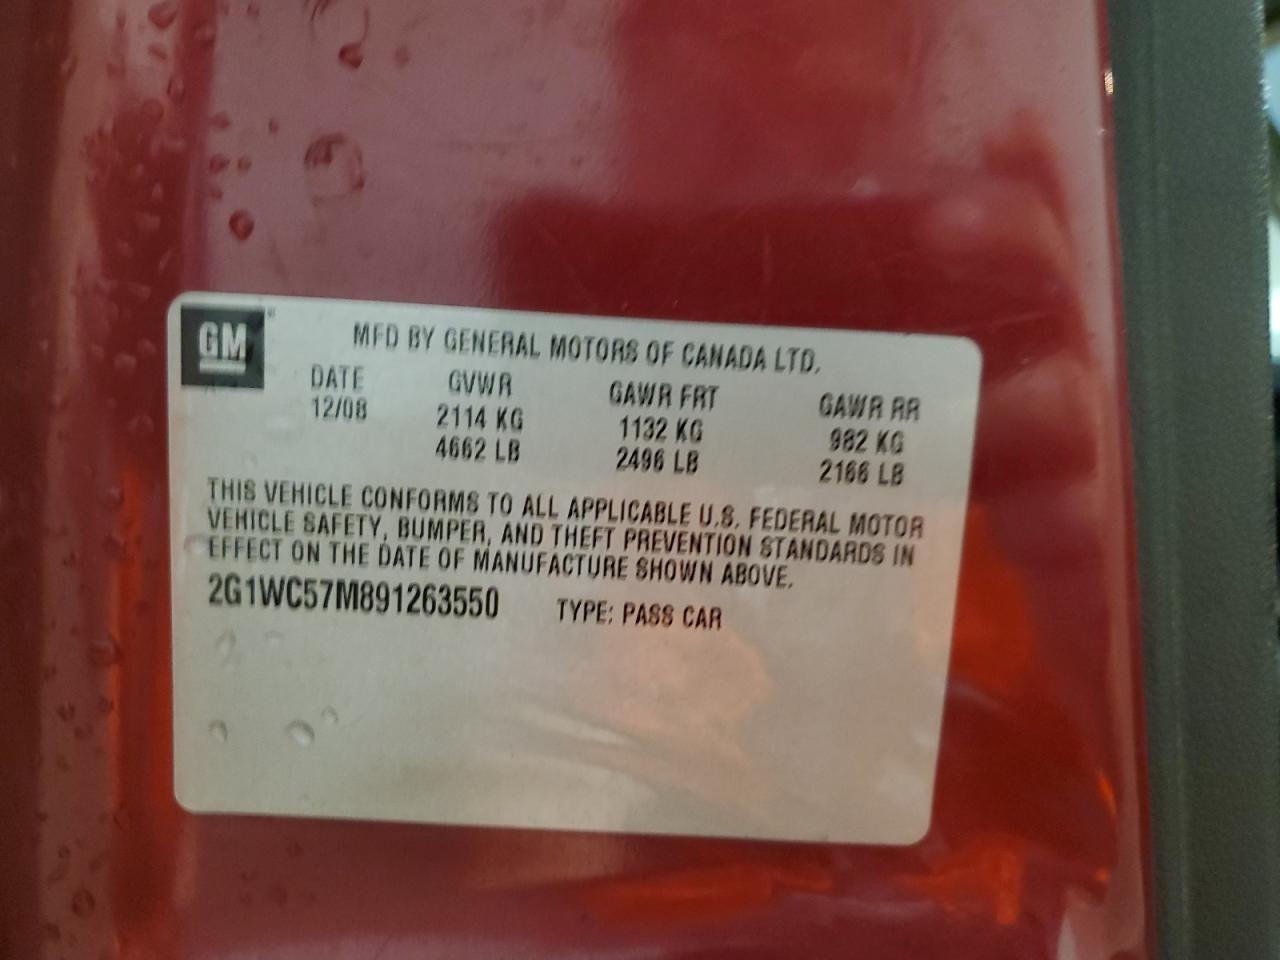 GM
MFD BY GENERAL MOTORS OF CANADA LTD.
DATE GVWR GAWR FRT GAWR RR
12/08 2114 KG 1132 KG 982 KG
4662 LB 2496 LB 2166 LB
THIS VEHICLE CONFORMS TO ALL APPLICABLE U.S. FEDERAL MOTOR
VEHICLE SAFETY, BUMPER, AND THEFT PREVENTION STANDARDS IN
EFFECT ON THE DATE OF MANUFACTURE SHOWN ABOVE.
2G1WC57M891263550 TYPE: PASS CAR